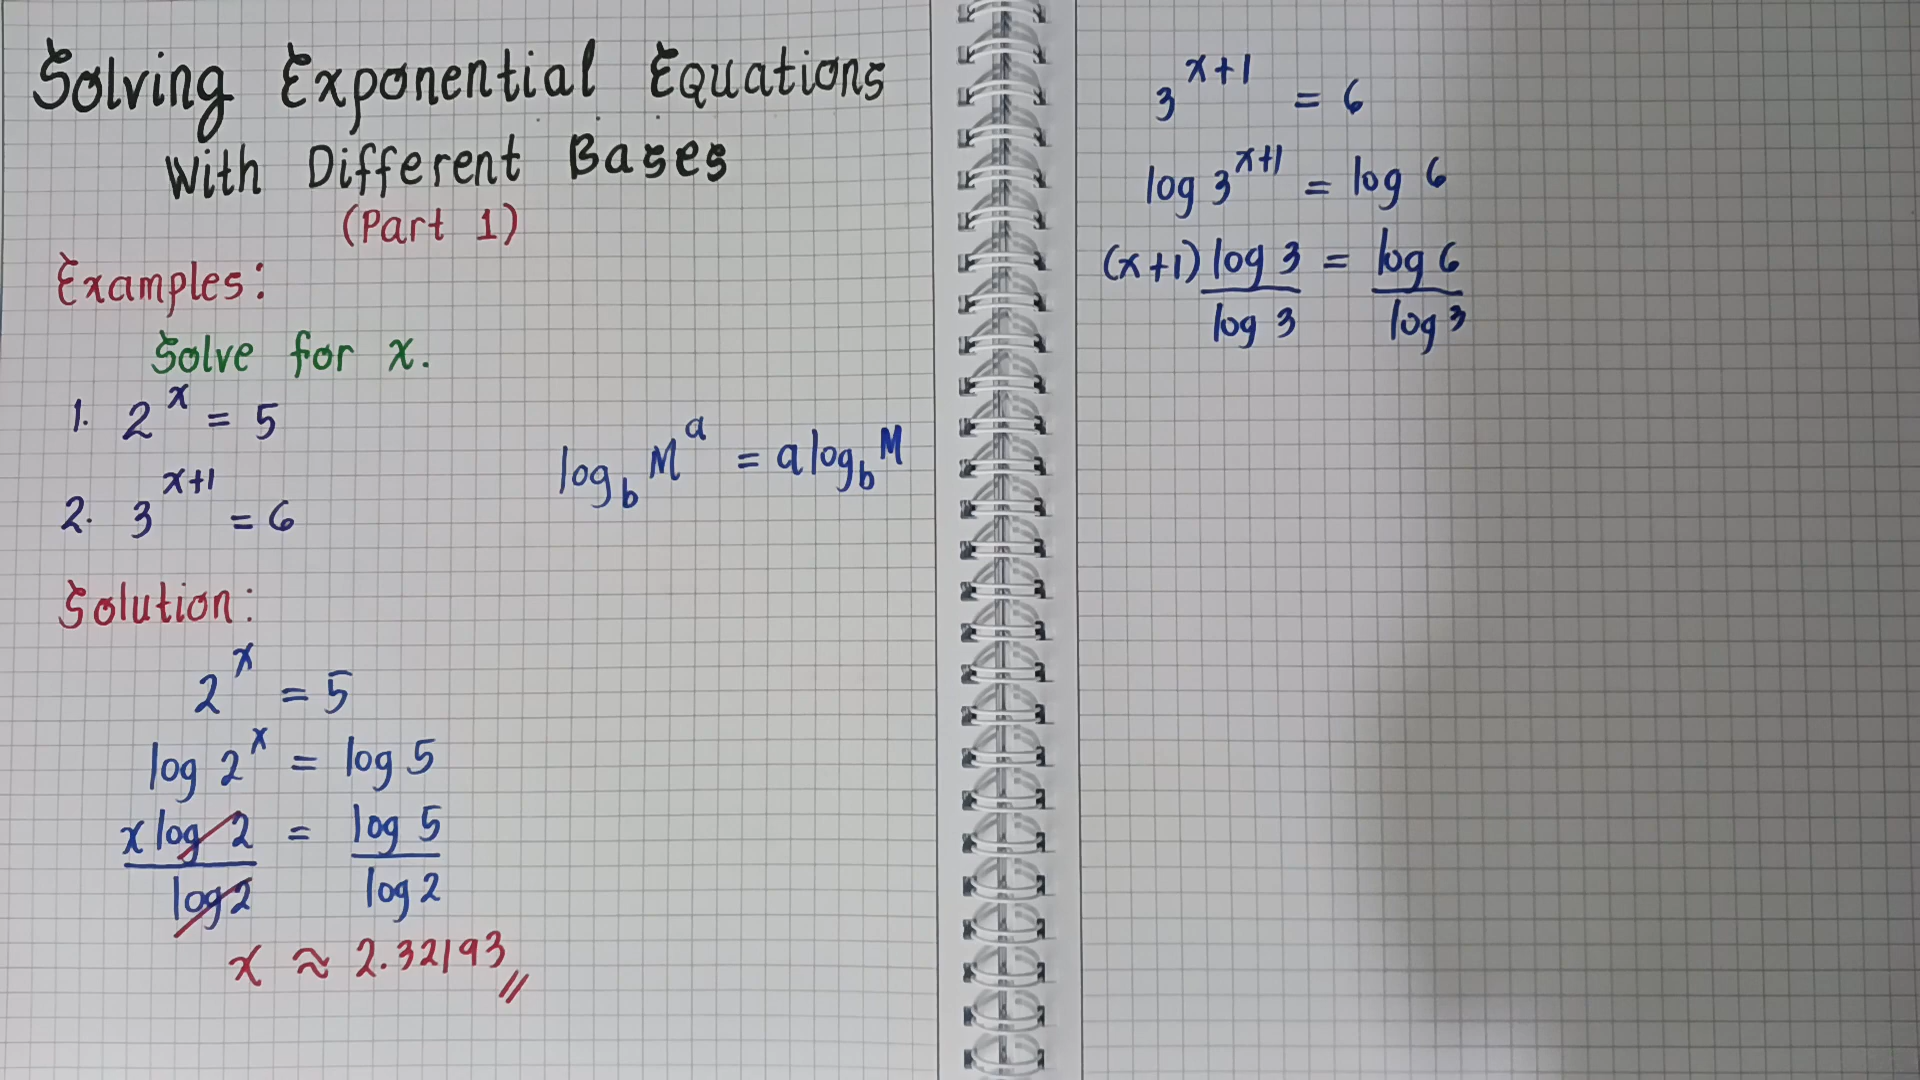 Solving Exponential Equations
With Different Bases
(Part 1)
Examples:
Solve for x.
1. 2^x = 5
2. 3^(x+1) = 6
log_b M^a = a log_b M
Solution:
2^x = 5
log 2^x = log 5
x log 2 / log 2 = log 5 / log 2
x ≈ 2.32193 //
3^(x+1) = 6
log 3^(x+1) = log 6
(x+1) log 3 / log 3 = log 6 / log 3